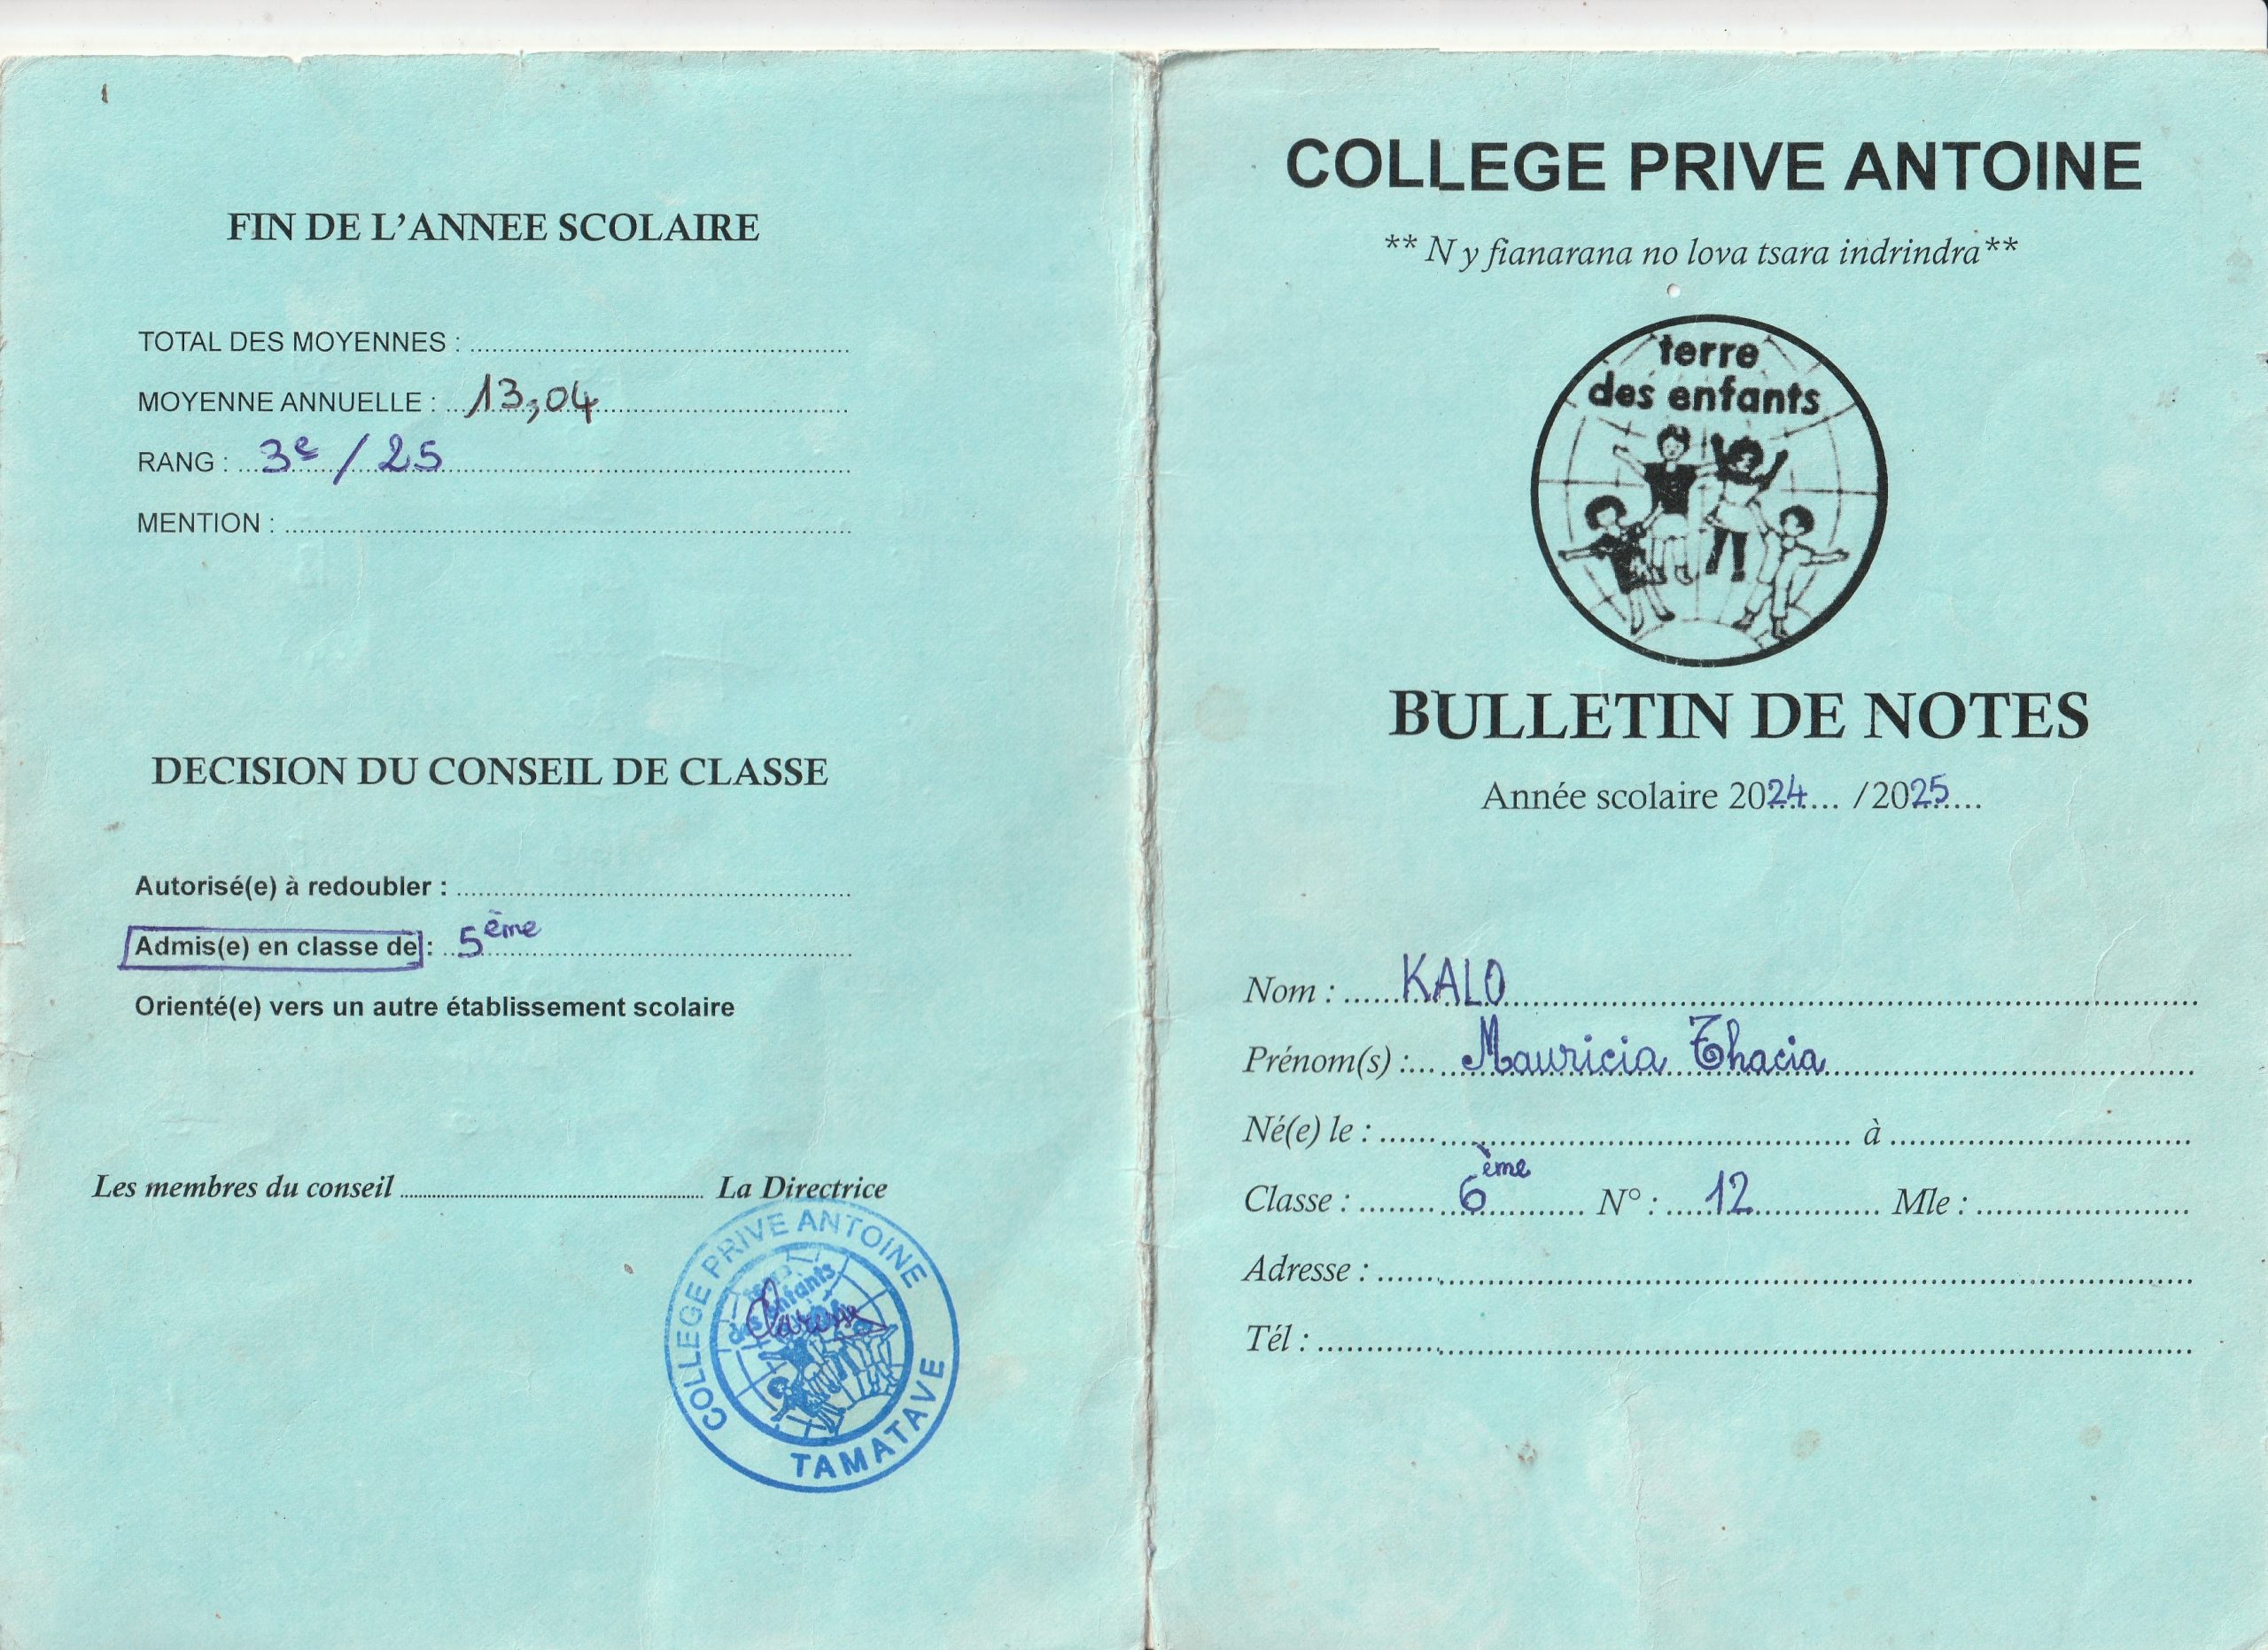 FIN DE L'ANNEE SCOLAIRE
TOTAL DES MOYENNES :
MOYENNE ANNUELLE : 13,04
RANG : 3e / 25
MENTION :
DECISION DU CONSEIL DE CLASSE
Autorisé(e) à redoubler :
Admis(e) en classe de : 5ème
Orienté(e) vers un autre établissement scolaire
Les membres du conseil La Directrice
COLLEGE PRIVE ANTOINE
des enfants
TAMATAVE
COLLEGE PRIVE ANTOINE
** N y fianarana no lova tsara indrindra**
terre
des enfants
BULLETIN DE NOTES
Année scolaire 2024... /2025....
Nom : KALO
Prénom(s) : Mauricia Thacia
Né(e) le : à
Classe : 6ème N° : 12 Mle :
Adresse :
Tél :